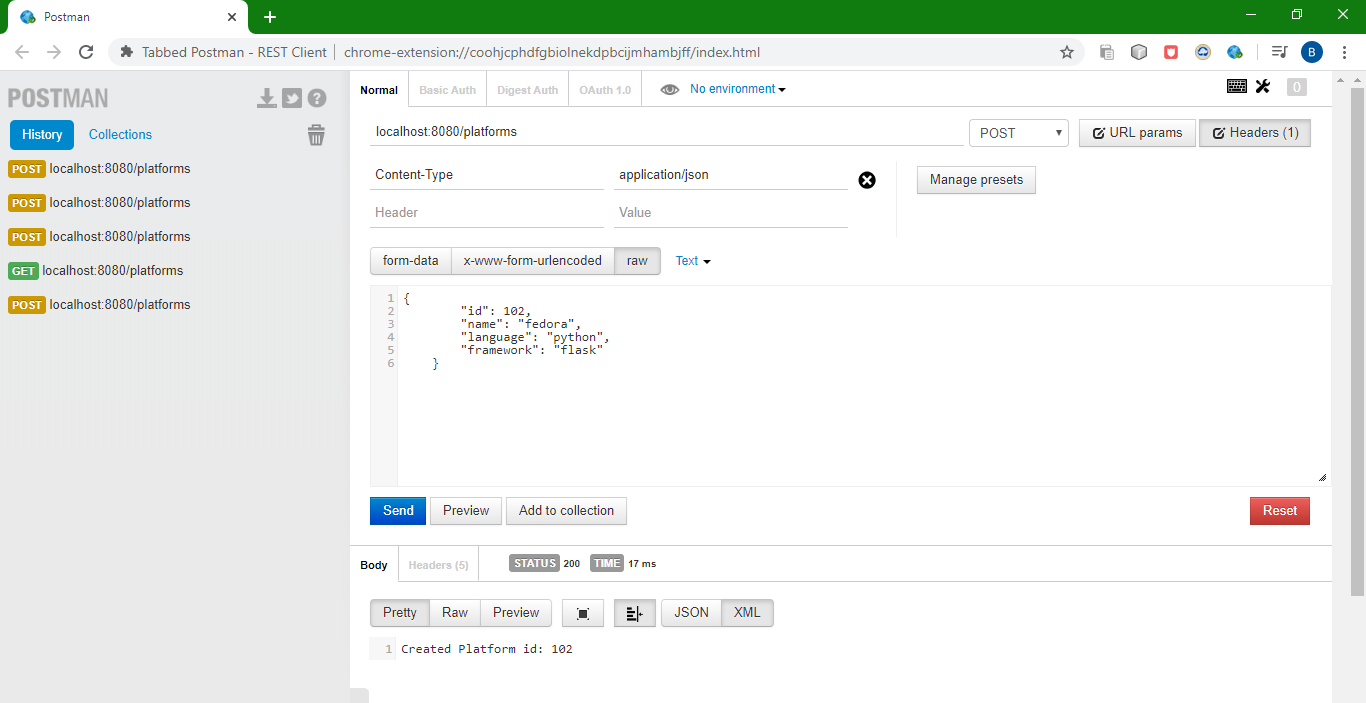 Postman
Tabbed Postman - REST Client | chrome-extension://coohjcphdfgbiolnekdpbcijmhambjff/index.html
B
POSTMAN
History Collections
POST localhost:8080/platforms
POST localhost:8080/platforms
POST localhost:8080/platforms
GET localhost:8080/platforms
POST localhost:8080/platforms
Normal Basic Auth Digest Auth OAuth 1.0 No environment 0
localhost:8080/platforms POST URL params Headers (1)
Content-Type application/json Manage presets
Header Value
form-data x-www-form-urlencoded raw Text
1 {
2 "id": 102,
3 "name": "fedora",
4 "language": "python",
5 "framework": "flask"
6 }
Send Preview Add to collection Reset
Body Headers (5) STATUS 200 TIME 17 ms
Pretty Raw Preview JSON XML
1 Created Platform id: 102